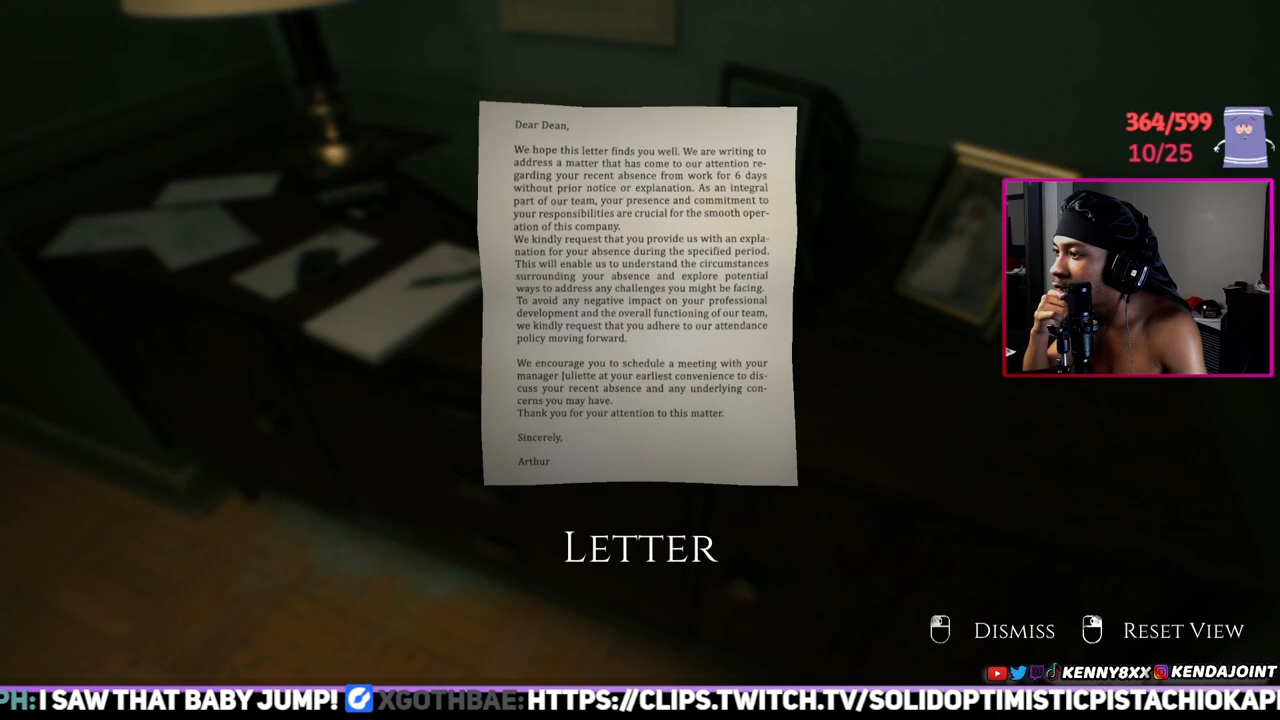 Dear Dean,
We hope this letter finds you well. We are writing to
address a matter that has come to our attention re-
garding your recent absence from work for 6 days
without prior notice or explanation. As an integral
part of our team, your presence and commitment to
your responsibilities are crucial for the smooth oper-
ation of this company.
We kindly request that you provide us with an expla-
nation for your absence during the specified period.
This will enable us to understand the circumstances
surrounding your absence and explore potential
ways to address any challenges you might be facing.
To avoid any negative impact on your professional
development and the overall functioning of our team,
we kindly request that you adhere to our attendance
policy moving forward.
We encourage you to schedule a meeting with your
manager Juliette at your earliest convenience to dis-
cuss your recent absence and any underlying con-
cerns you may have.
Thank you for your attention to this matter.
Sincerely,
Arthur
LETTER
DISMISS
RESET VIEW
364/599
10/25
KENNY8XX
KENDAJOINT
PH: I SAW THAT BABY JUMP! XGOTHBAE: HTTPS://CLIPS.TWITCH.TV/SOLIDOPTIMISTICPISTACHIOKAP